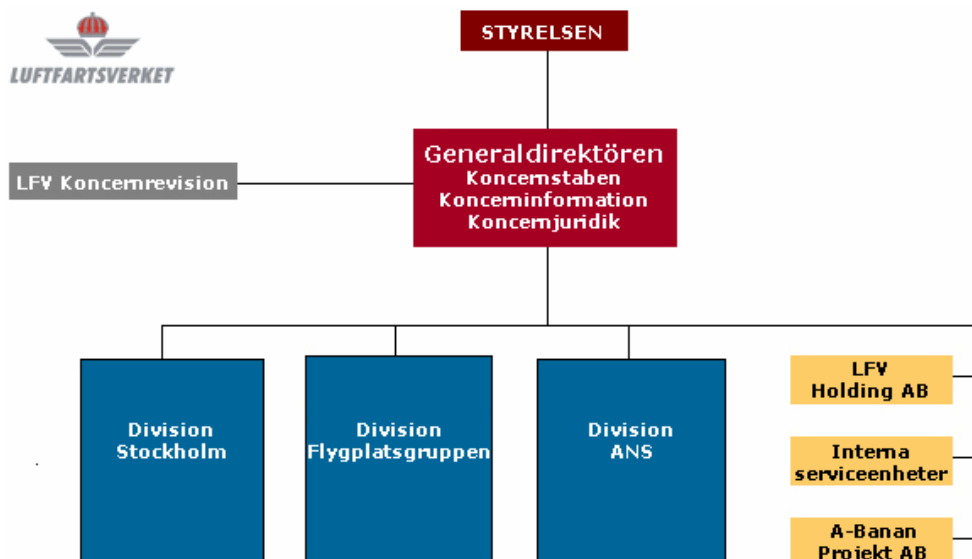 STYRELSEN
LUFTFARTSVERKET
Generaldirektören
Koncernstaben
Koncerninformation
Koncernjuridik
LFV Koncernrevision
Division
Stockholm
Division
Flygplatsgruppen
Division
ANS
LFV
Holding AB
Interna
serviceenheter
A-Banan
Projekt AB